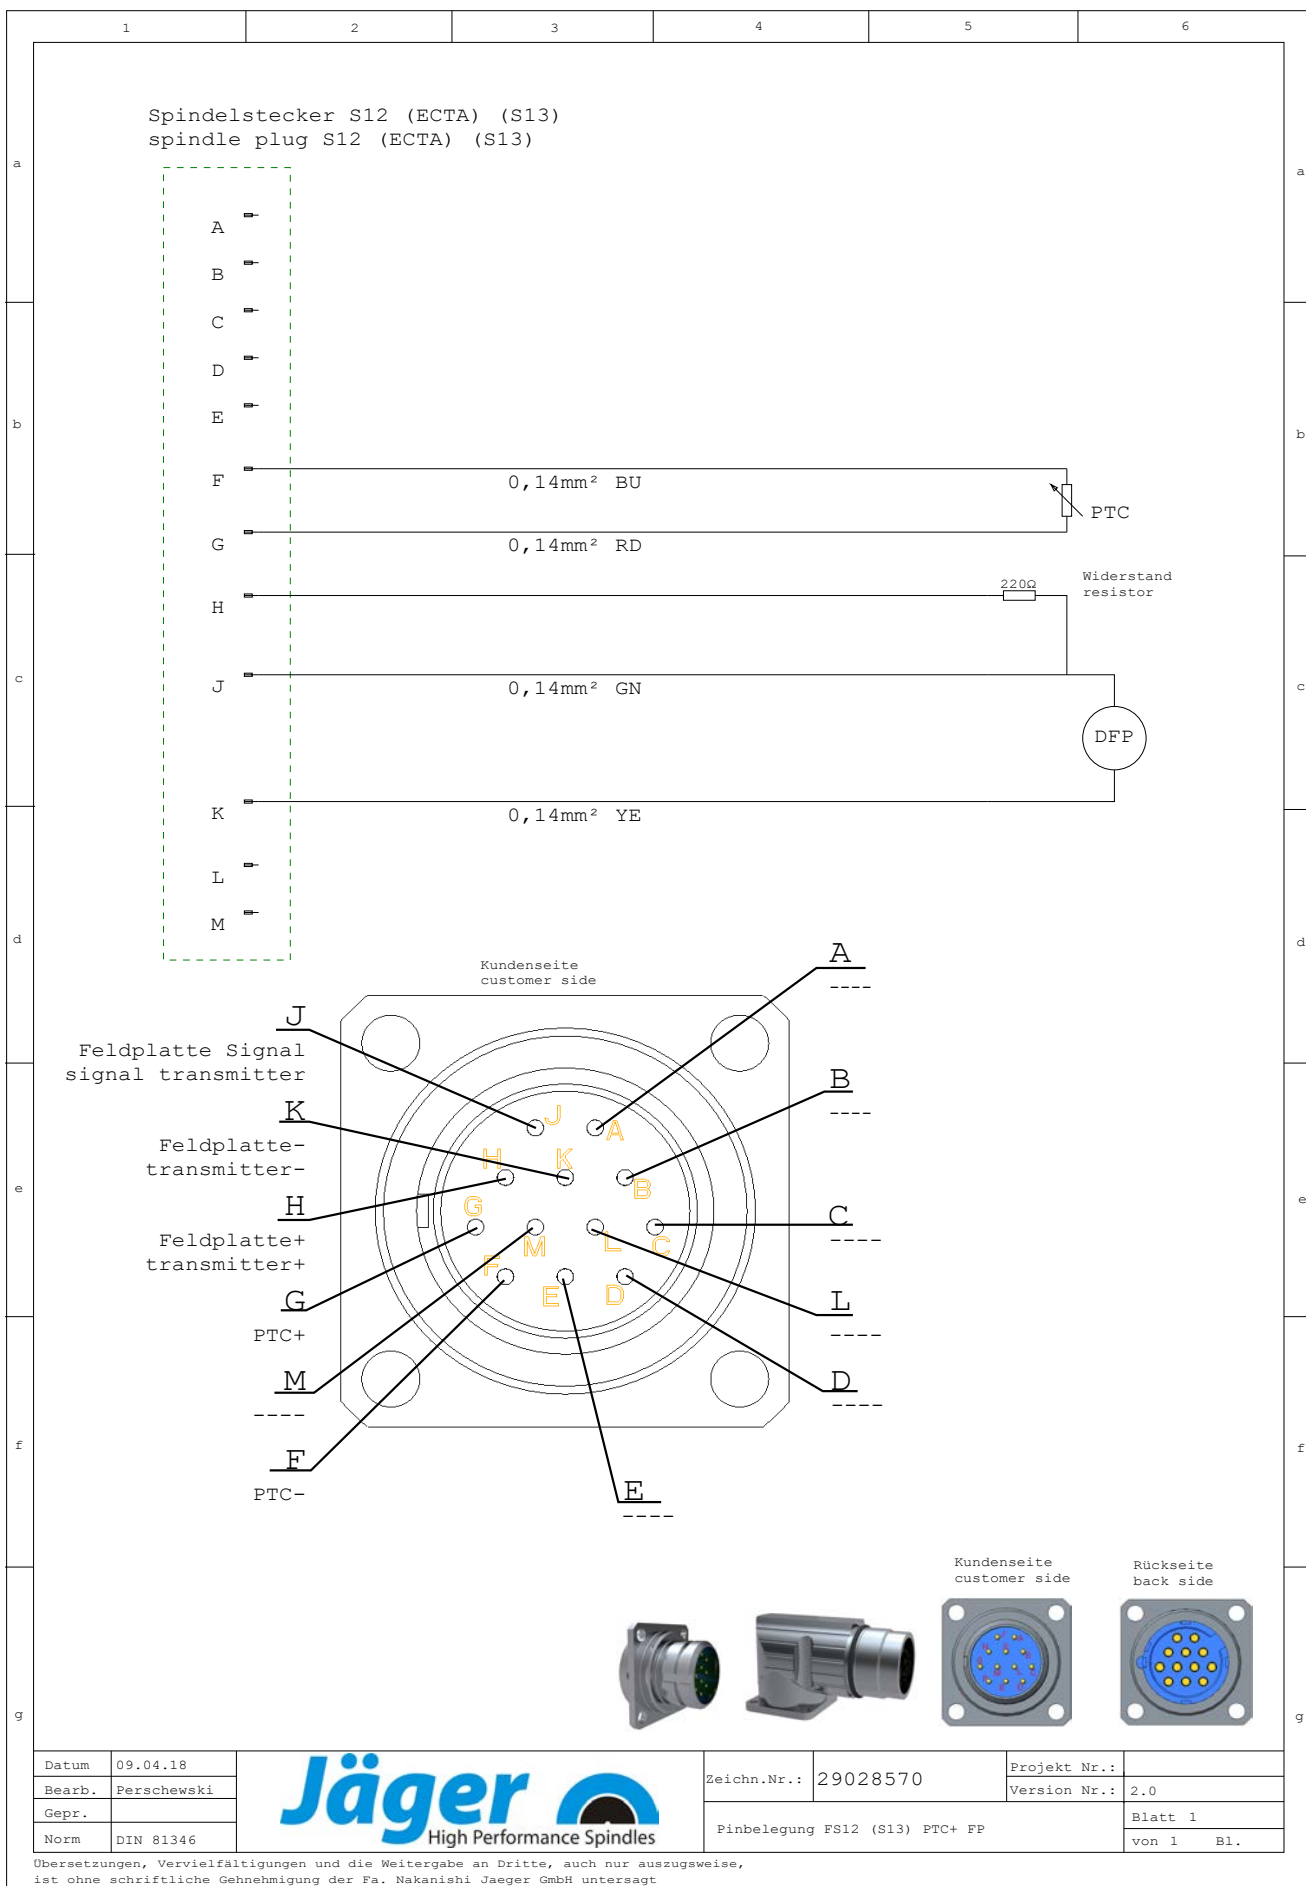 1 2 3 4 5 6
Spindelstecker S12 (ECTA) (S13)
spindle plug S12 (ECTA) (S13)
a a
A
B
C
D
E
b b
F
0,14mm² BU
PTC
G
0,14mm² RD
220Ω
Widerstand
resistor
H
c c
J
0,14mm² GN
DFP
K
0,14mm² YE
L
M
d d
Kundenseite
customer side
A
----
J
Feldplatte Signal
signal transmitter
B
----
K
Feldplatte-
transmitter-
H
Feldplatte+
transmitter+
C
----
G
PTC+
L
----
M
----
D
----
F
PTC-
E
----
J A
H K B
G M L C
F E D
e e
f f
Kundenseite
customer side
Rückseite
back side
g g
Datum 09.04.18
Bearb. Perschewski
Gepr.
Norm DIN 81346
Jäger
High Performance Spindles
Zeichn.Nr.: 29028570
Projekt Nr.:
Version Nr.: 2.0
Pinbelegung FS12 (S13) PTC+ FP
Blatt 1
von 1 Bl.
Übersetzungen, Vervielfältigungen und die Weitergabe an Dritte, auch nur auszugsweise,
ist ohne schriftliche Gehnehmigung der Fa. Nakanishi Jaeger GmbH untersagt